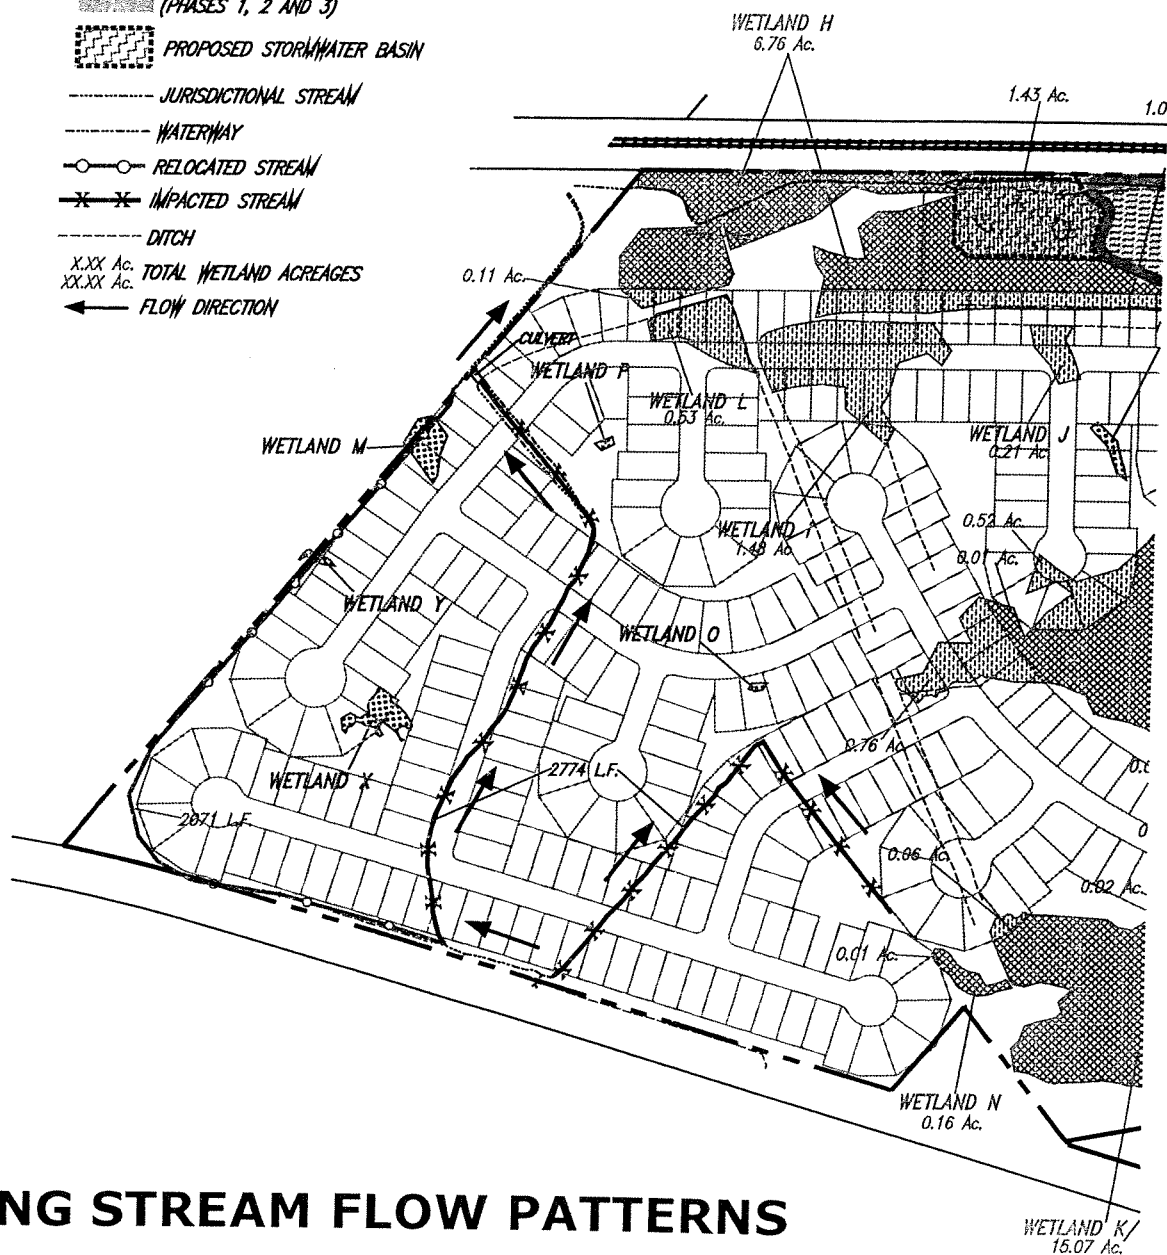 (PHASES 1, 2 AND 3)
PROPOSED STORMWATER BASIN
JURISDICTIONAL STREAM
WATERWAY
RELOCATED STREAM
IMPACTED STREAM
DITCH
X.XX Ac.
XX.XX Ac.
TOTAL WETLAND ACREAGES
FLOW DIRECTION
WETLAND H
6.76 Ac.
1.43 Ac.
1.0
0.11 Ac.
CULVERT
WETLAND P
WETLAND L
0.53 Ac.
WETLAND M
WETLAND J
0.21 Ac.
WETLAND I
1.48 Ac.
0.52 Ac.
0.01 Ac.
WETLAND Y
WETLAND O
0.76 Ac.
WETLAND X
2774 L.F.
2071 L.F.
0.06 Ac.
0.02 Ac.
0.01 Ac.
WETLAND N
0.16 Ac.
NG STREAM FLOW PATTERNS
WETLAND K/
15.07 Ac.